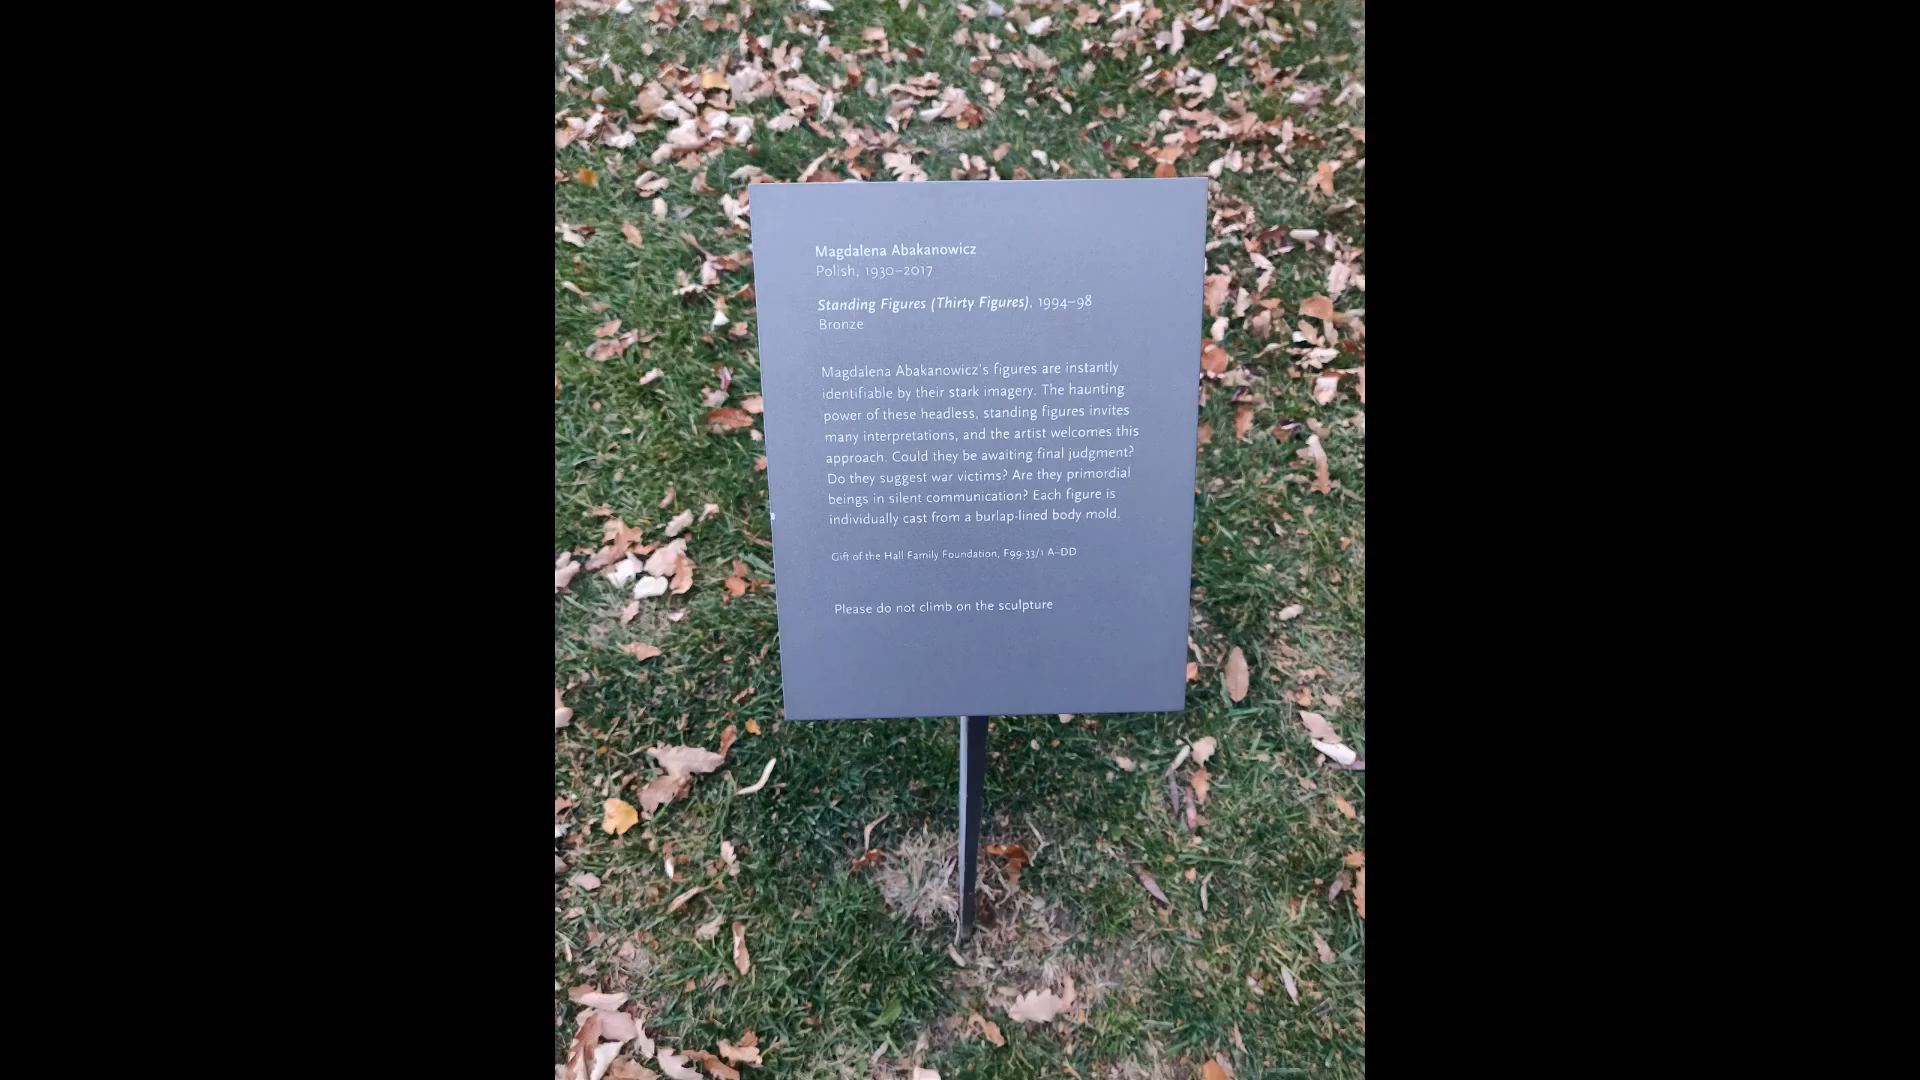 Magdalena Abakanowicz
Polish, 1930–2017
Standing Figures (Thirty Figures), 1994–98
Bronze
Magdalena Abakanowicz's figures are instantly
identifiable by their stark imagery. The haunting
power of these headless, standing figures invites
many interpretations, and the artist welcomes this
approach. Could they be awaiting final judgment?
Do they suggest war victims? Are they primordial
beings in silent communication? Each figure is
individually cast from a burlap-lined body mold.
Gift of the Hall Family Foundation, F99-33/1 A–DD
Please do not climb on the sculpture